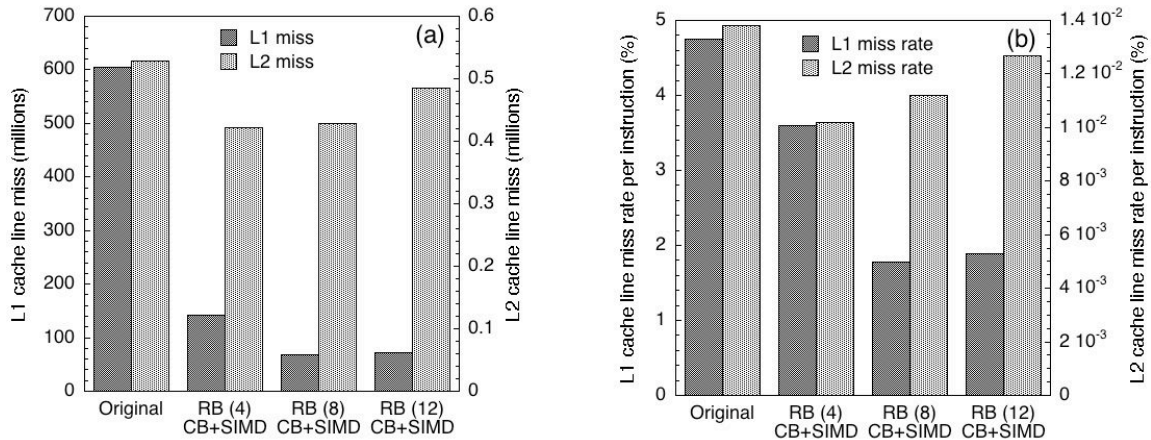 (a)
L1 miss
L2 miss
L1 cache line miss (millions)
700
600
500
400
300
200
100
0
L2 cache line miss (millions)
0.6
0.5
0.4
0.3
0.2
0.1
0
Original
RB (4)
CB+SIMD
RB (8)
CB+SIMD
RB (12)
CB+SIMD
(b)
L1 miss rate
L2 miss rate
L1 cache line miss rate per instruction (%)
5
4
3
2
1
0
L2 cache line miss rate per instruction (%)
1.4 10⁻²
1.2 10⁻²
1 10⁻²
8 10⁻³
6 10⁻³
4 10⁻³
2 10⁻³
0
Original
RB (4)
CB+SIMD
RB (8)
CB+SIMD
RB (12)
CB+SIMD